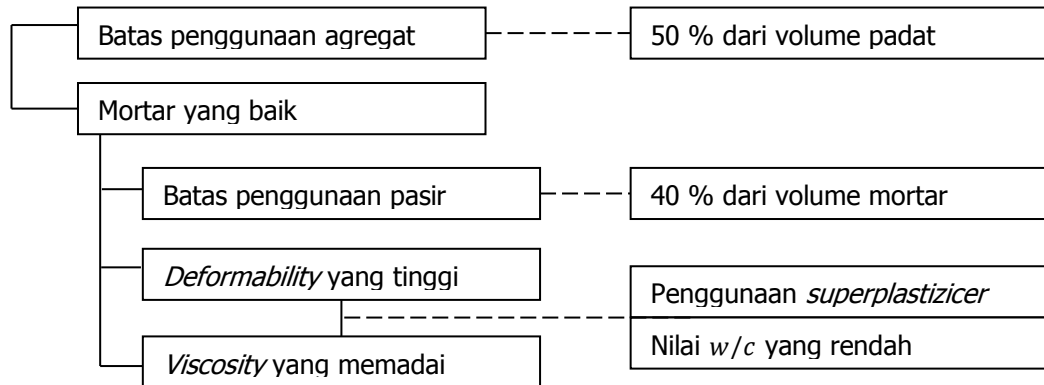 Batas penggunaan agregat
50 % dari volume padat
Mortar yang baik
Batas penggunaan pasir
40 % dari volume mortar
Deformability yang tinggi
Penggunaan superplastizicer
Nilai w/c yang rendah
Viscosity yang memadai